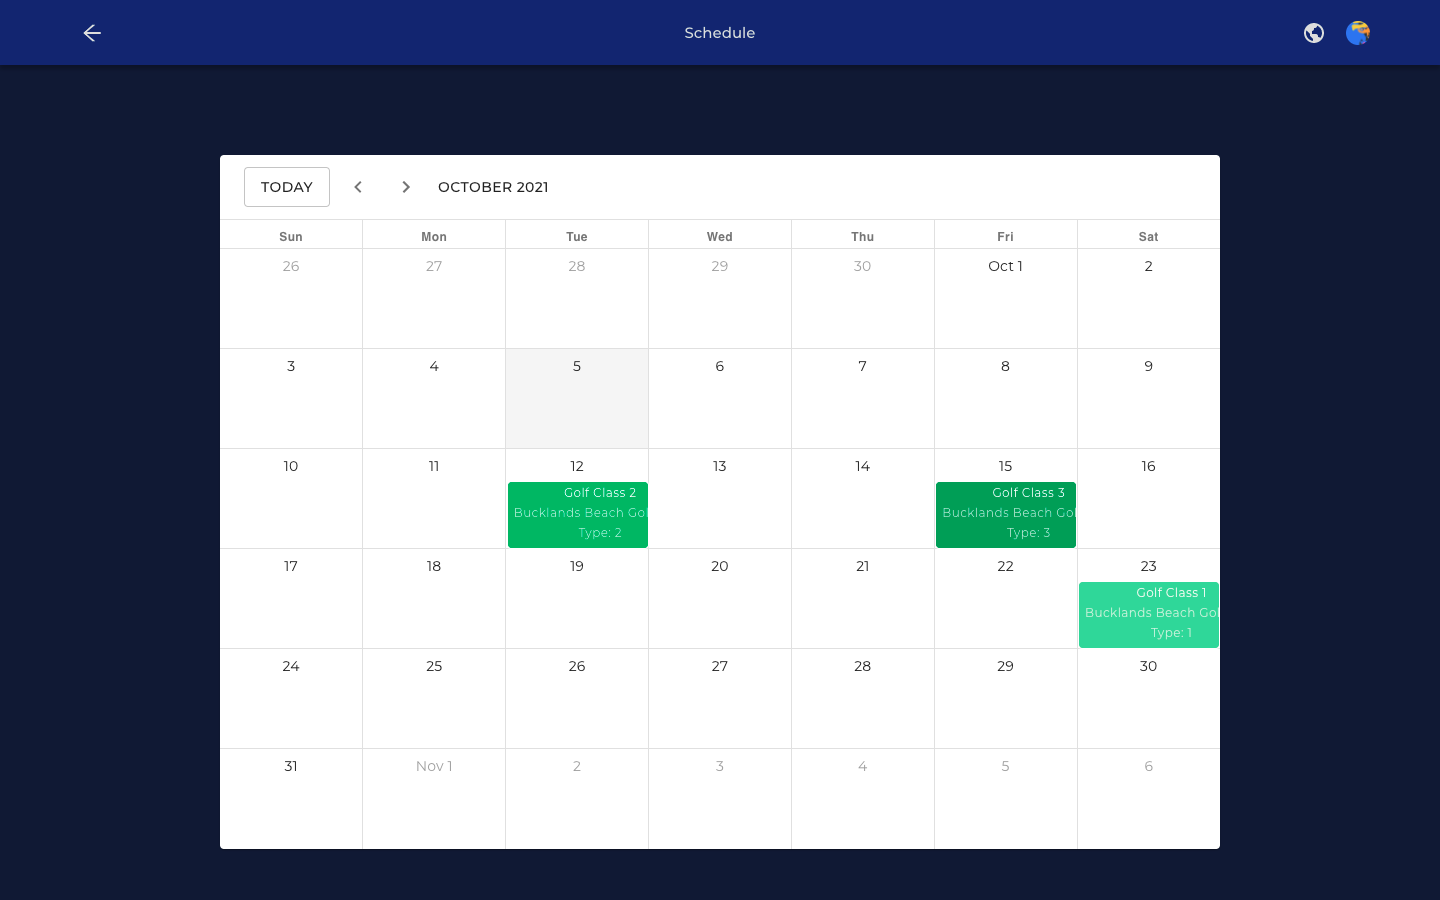 Schedule
TODAY
OCTOBER 2021
Sun Mon Tue Wed Thu Fri Sat
26 27 28 29 30 Oct 1 2
3 4 5 6 7 8 9
10 11 12 13 14 15 16
Golf Class 2 Golf Class 3
Bucklands Beach Gol Bucklands Beach Gol
Type: 2 Type: 3
17 18 19 20 21 22 23
Golf Class 1
Bucklands Beach Gol
Type: 1
24 25 26 27 28 29 30
31 Nov 1 2 3 4 5 6